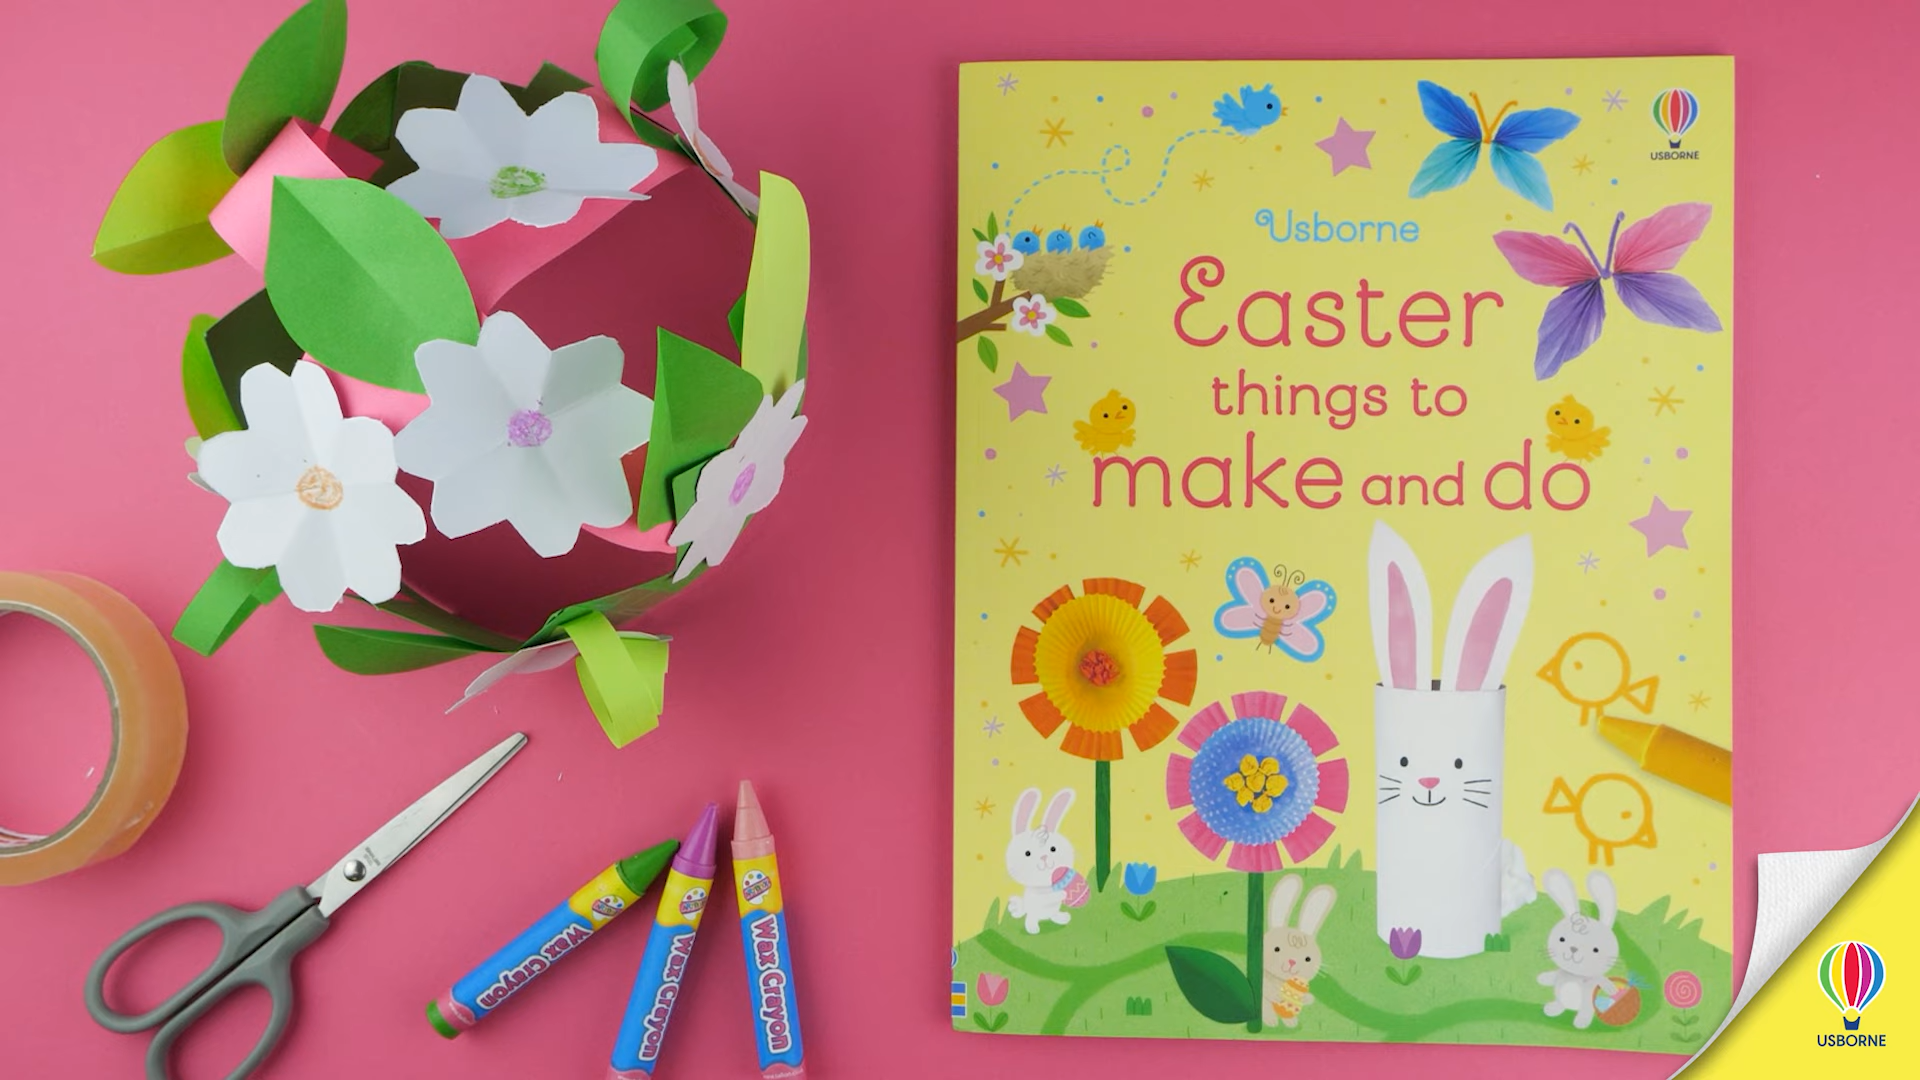 USBORNE
Usborne
Easter
things to
make and do
Wax Crayon
Wax Crayon
Wax Crayon
USBORNE